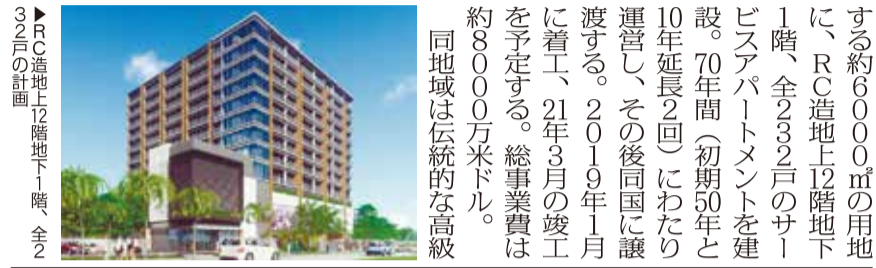 する約6000㎡の用地
に、RC造地上12階地下
1階、全232戸のサー
ビスアパートメントを建
設。70年間（初期50年と
10年延長2回）にわたり
運営し、その後同国に譲
渡する。2019年1月
に着工、21年3月の竣工
を予定する。総事業費は
約8000万米ドル。
同地域は伝統的な高級
▶RC造地上12階地下1階、全2
32戸の計画